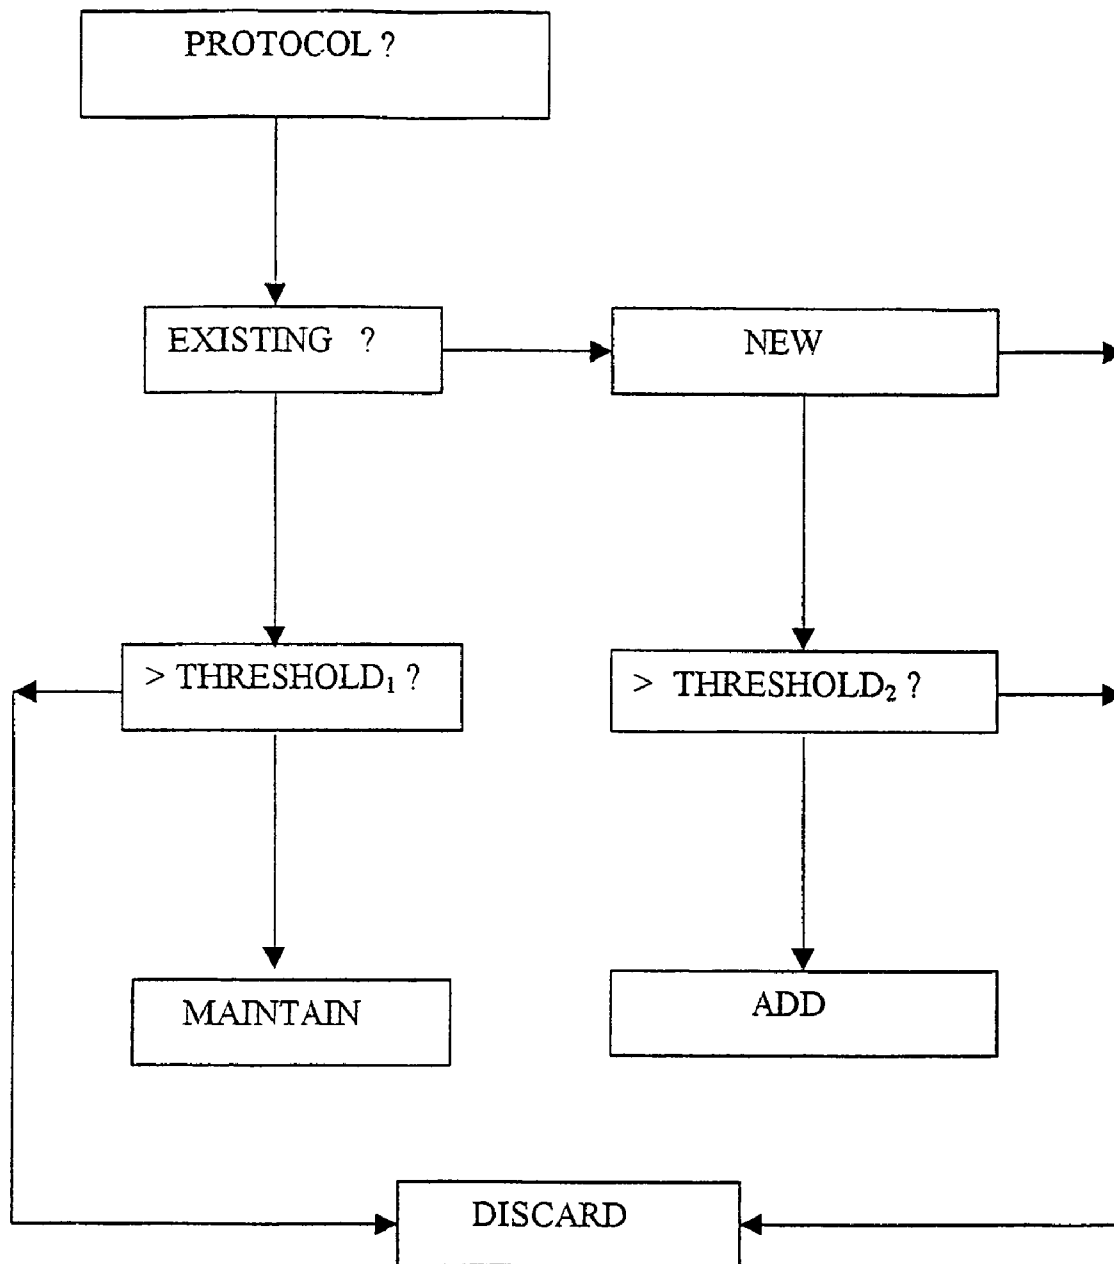 PROTOCOL ?
EXISTING ?
NEW
> THRESHOLD₁ ?
> THRESHOLD₂ ?
MAINTAIN
ADD
DISCARD